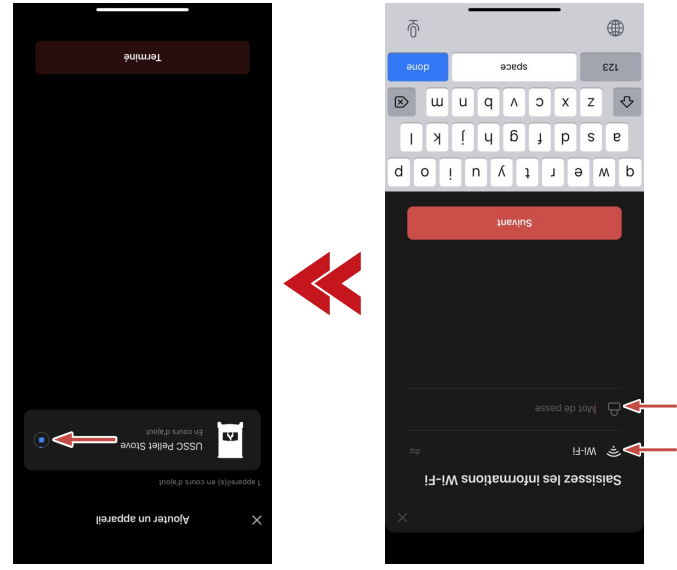 Saisissez les informations Wi-Fi
Wi-Fi
Mot de passe
Suivant
q w e r t y u i o p
a s d f g h j k l
z x c v b n m
123 space done
Ajouter un appareil
1 appareil(s) en cours d'ajout
USSC Pellet Stove
En cours d'ajout
Terminé